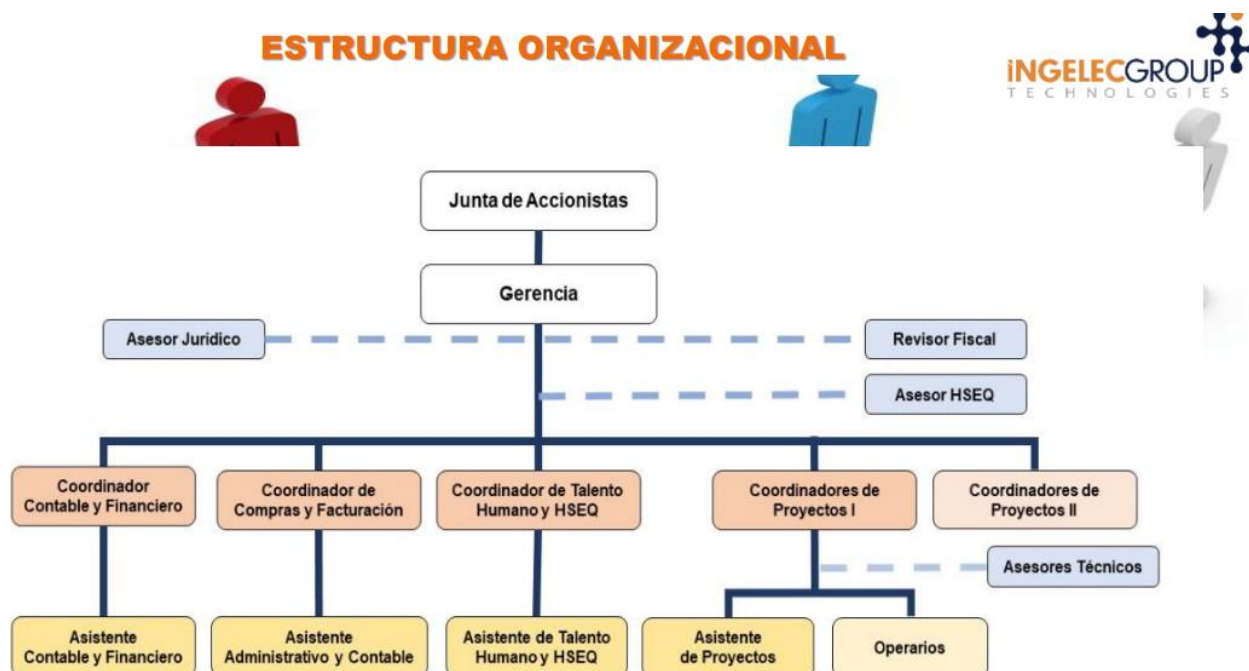 ESTRUCTURA ORGANIZACIONAL
iNGELECGROUP
TECHNOLOGIES
Junta de Accionistas
Gerencia
Asesor Jurídico
Revisor Fiscal
Asesor HSEQ
Coordinador
Contable y Financiero
Coordinador de
Compras y Facturación
Coordinador de Talento
Humano y HSEQ
Coordinadores de
Proyectos I
Coordinadores de
Proyectos II
Asesores Técnicos
Asistente
Contable y Financiero
Asistente
Administrativo y Contable
Asistente de Talento
Humano y HSEQ
Asistente
de Proyectos
Operarios